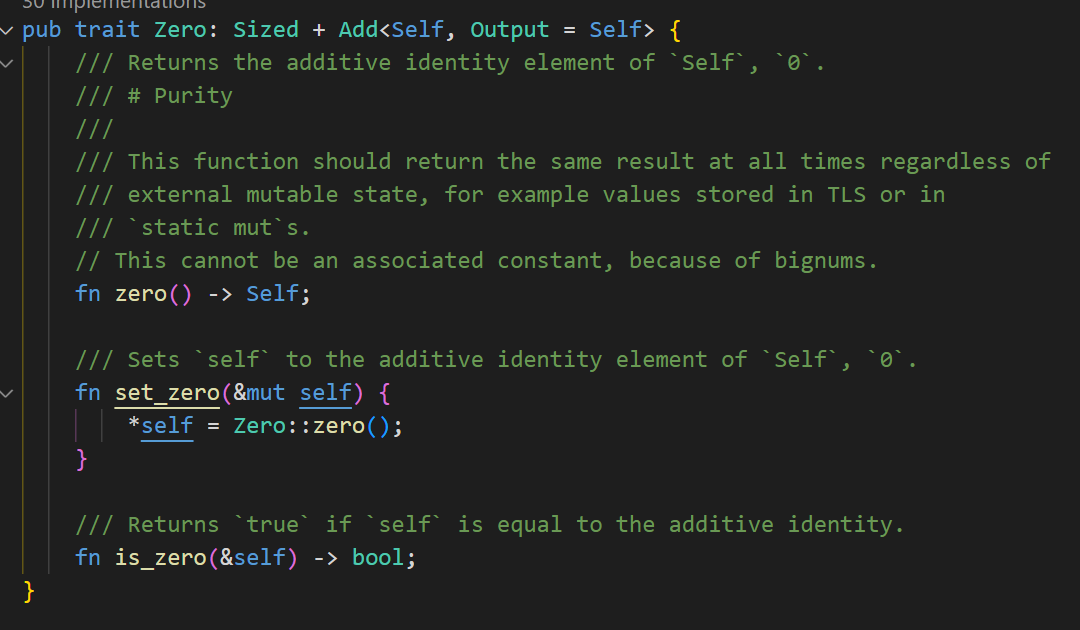 30 implementations
pub trait Zero: Sized + Add<Self, Output = Self> {
    /// Returns the additive identity element of `Self`, `0`.
    /// # Purity
    ///
    /// This function should return the same result at all times regardless of
    /// external mutable state, for example values stored in TLS or in
    /// `static mut`s.
    // This cannot be an associated constant, because of bignums.
    fn zero() -> Self;
    /// Sets `self` to the additive identity element of `Self`, `0`.
    fn set_zero(&mut self) {
        *self = Zero::zero();
    }
    /// Returns `true` if `self` is equal to the additive identity.
    fn is_zero(&self) -> bool;
}